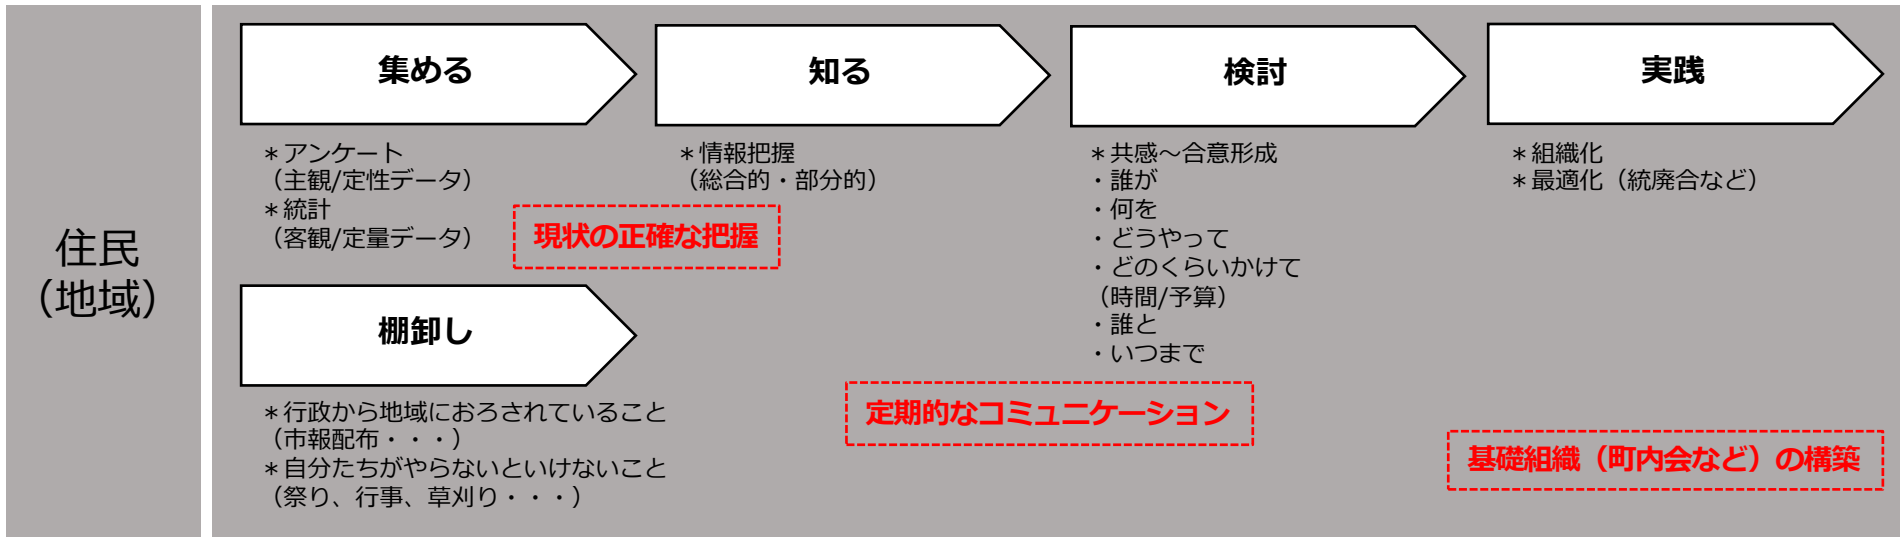 住民
（地域）
集める
＊アンケート
（主観/定性データ）
＊統計
（客観/定量データ）
棚卸し
＊行政から地域におろされていること
（市報配布・・・）
＊自分たちがやらないといけないこと
（祭り、行事、草刈り・・・）
現状の正確な把握
知る
＊情報把握
（総合的・部分的）
検討
＊共感～合意形成
・誰が
・何を
・どうやって
・どのくらいかけて
（時間/予算）
・誰と
・いつまで
定期的なコミュニケーション
実践
＊組織化
＊最適化（統廃合など）
基礎組織（町内会など）の構築